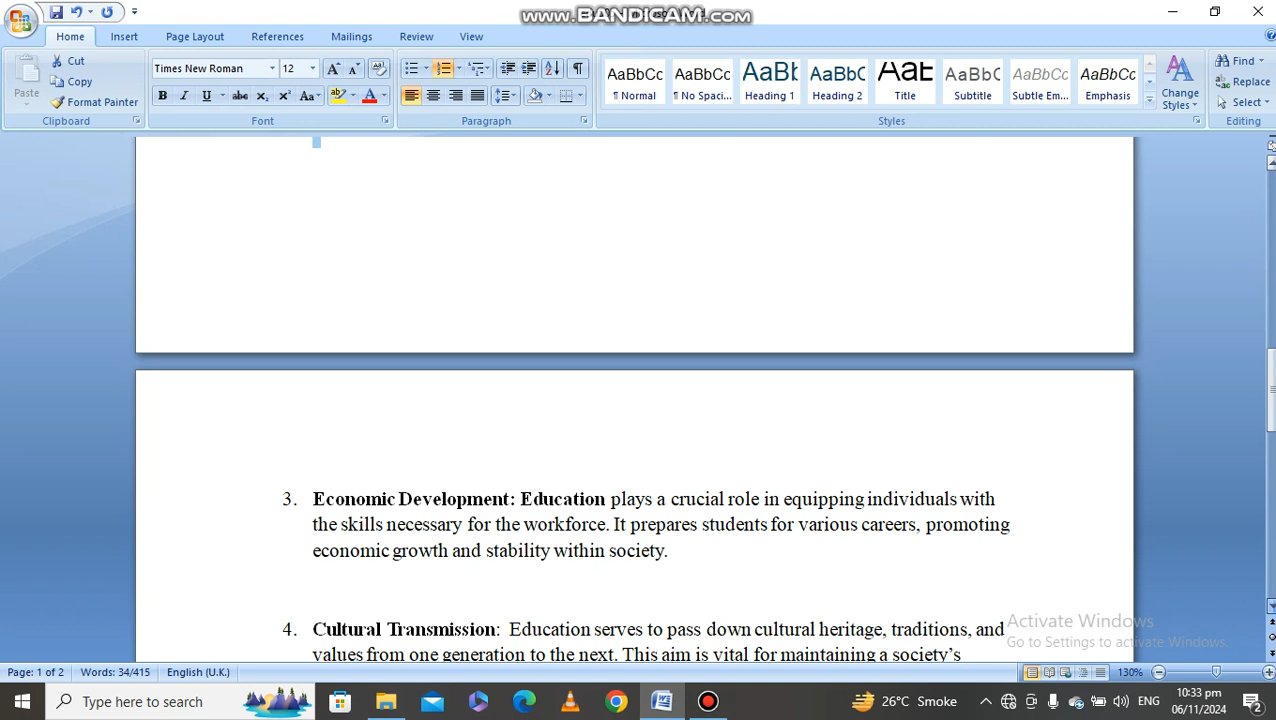 www.BANDICAM.com
Home Insert Page Layout References Mailings Review View
Paste Cut Copy Format Painter Clipboard
Times New Roman 12 Font
Paragraph
AaBbCc ¶ Normal
AaBbCc ¶ No Spaci...
AaBbC Heading 1
AaBbC Heading 2
Title
AaBbCc Subtitle
AaBbCc Subtle Em...
AaBbCc Emphasis
Change Styles
Styles
Find
Replace
Select
Editing
3. Economic Development: Education plays a crucial role in equipping individuals with
the skills necessary for the workforce. It prepares students for various careers, promoting
economic growth and stability within society.
4. Cultural Transmission: Education serves to pass down cultural heritage, traditions, and
values from one generation to the next. This aim is vital for maintaining a society's
Activate Windows
Go to Settings to activate Windows.
Page: 1 of 2 Words: 34/415 English (U.K.) 130%
Type here to search 26°C Smoke ENG 10:33 pm
06/11/2024 2